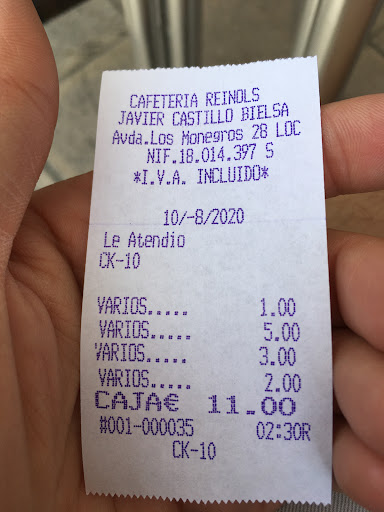 CAFETERIA REINOLS
JAVIER CASTILLO BIELSA
Avda.Los Monegros 28 LOC
NIF.18.014.397 S
*I.V.A. INCLUIDO*
10/-8/2020
Le Atendio
CK-10
VARIOS..... 1.00
VARIOS..... 5.00
VARIOS..... 3.00
VARIOS..... 2.00
CAJA€ 11.00
#001-000035 02:30R
CK-10